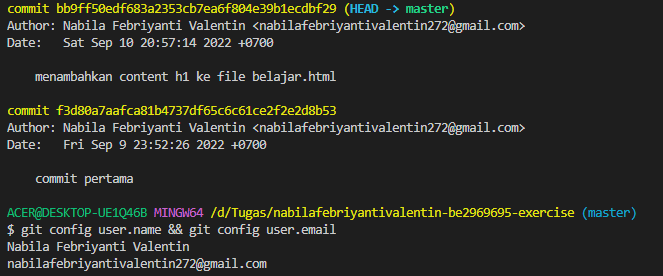 commit bb9ff50edf683a2353cb7ea6f804e39b1ecdbf29 (HEAD -> master)
Author: Nabila Febriyanti Valentin <nabilafebriyantivalentin272@gmail.com>
Date:   Sat Sep 10 20:57:14 2022 +0700
    menambahkan content h1 ke file belajar.html
commit f3d80a7aafca81b4737df65c6c61ce2f2e2d8b53
Author: Nabila Febriyanti Valentin <nabilafebriyantivalentin272@gmail.com>
Date:   Fri Sep 9 23:52:26 2022 +0700
    commit pertama
ACER@DESKTOP-UE1Q46B MINGW64 /d/Tugas/nabilafebriyantivalentin-be2969695-exercise (master)
$ git config user.name && git config user.email
Nabila Febriyanti Valentin
nabilafebriyantivalentin272@gmail.com